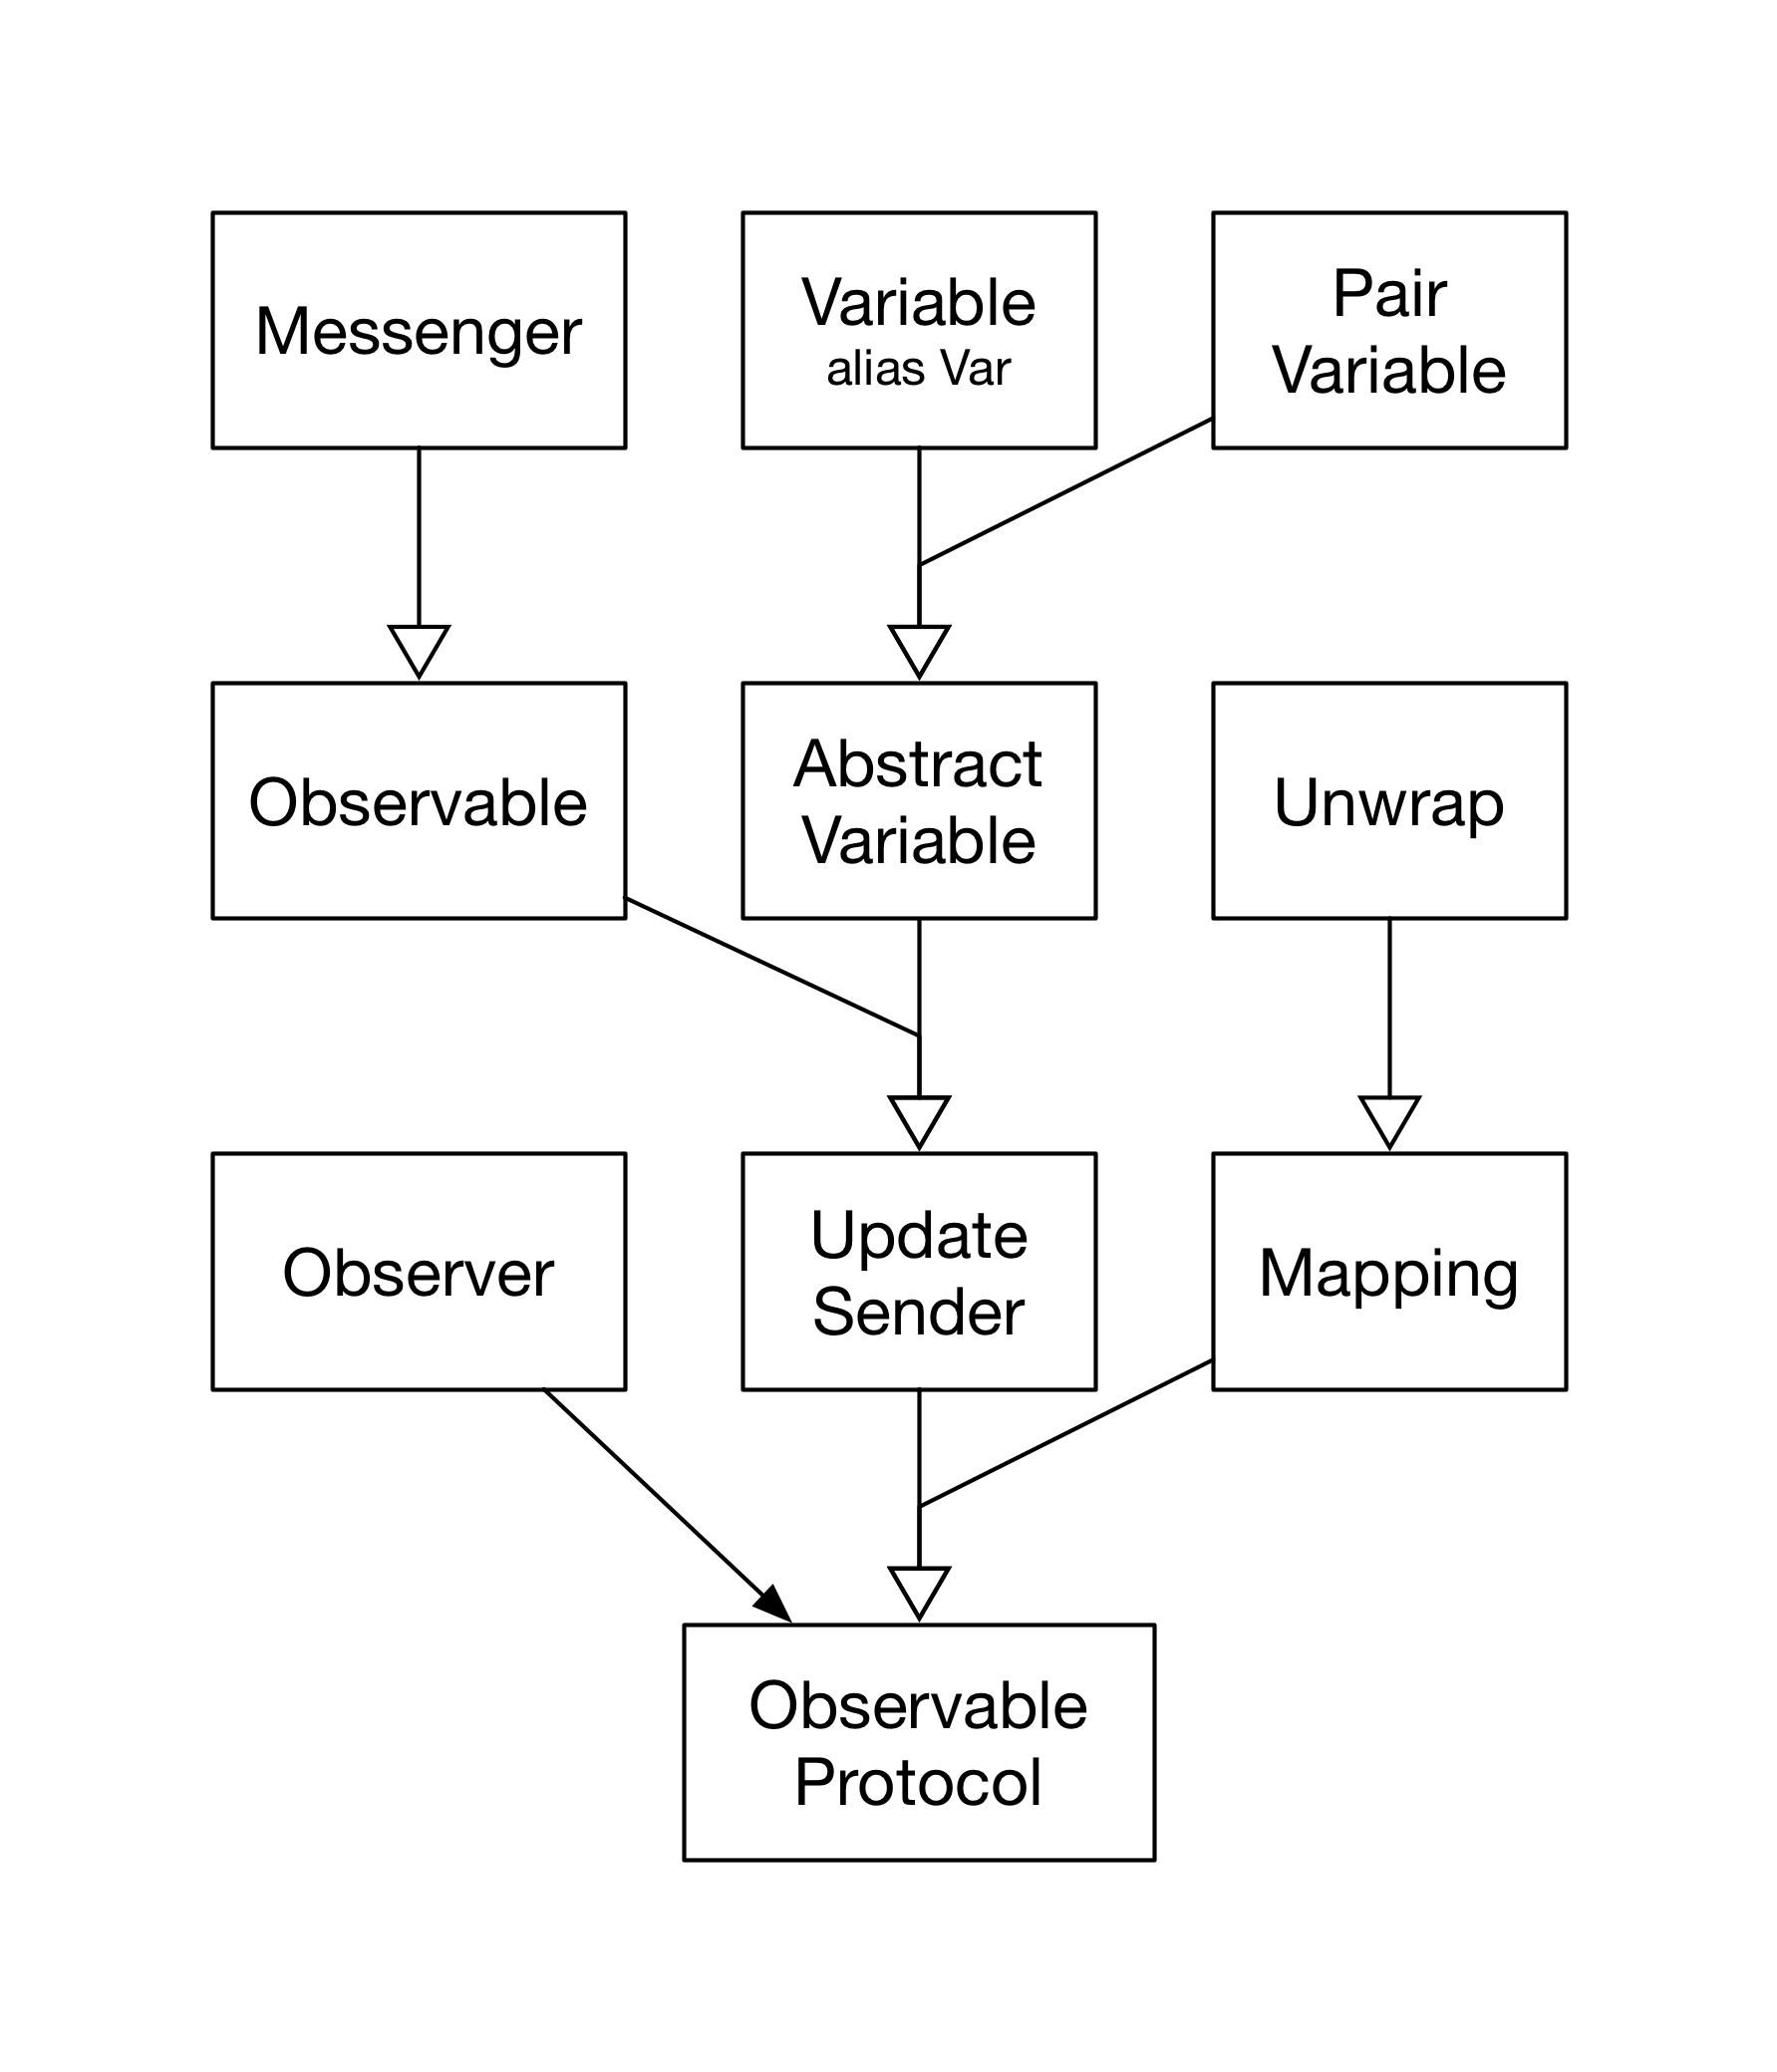 Messenger
Variable
alias Var
Pair
Variable
Observable
Abstract
Variable
Unwrap
Observer
Update
Sender
Mapping
Observable
Protocol